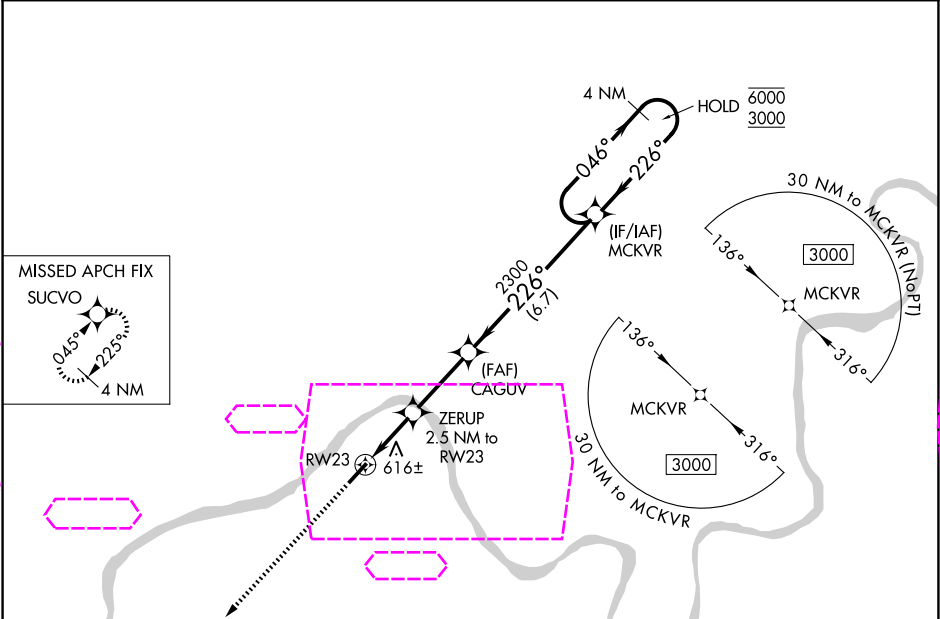 4 NM
HOLD
6000
3000
046°
226°
(IF/IAF)
MCKVR
2300
226°
(6.7)
(FAF)
CAGUV
ZERUP
2.5 NM to
RW23
RW23
616±
MISSED APCH FIX
SUCVO
045°
225°
4 NM
30 NM to MCKVR (NoPT)
136°
3000
MCKVR
316°
136°
MCKVR
316°
3000
30 NM to MCKVR